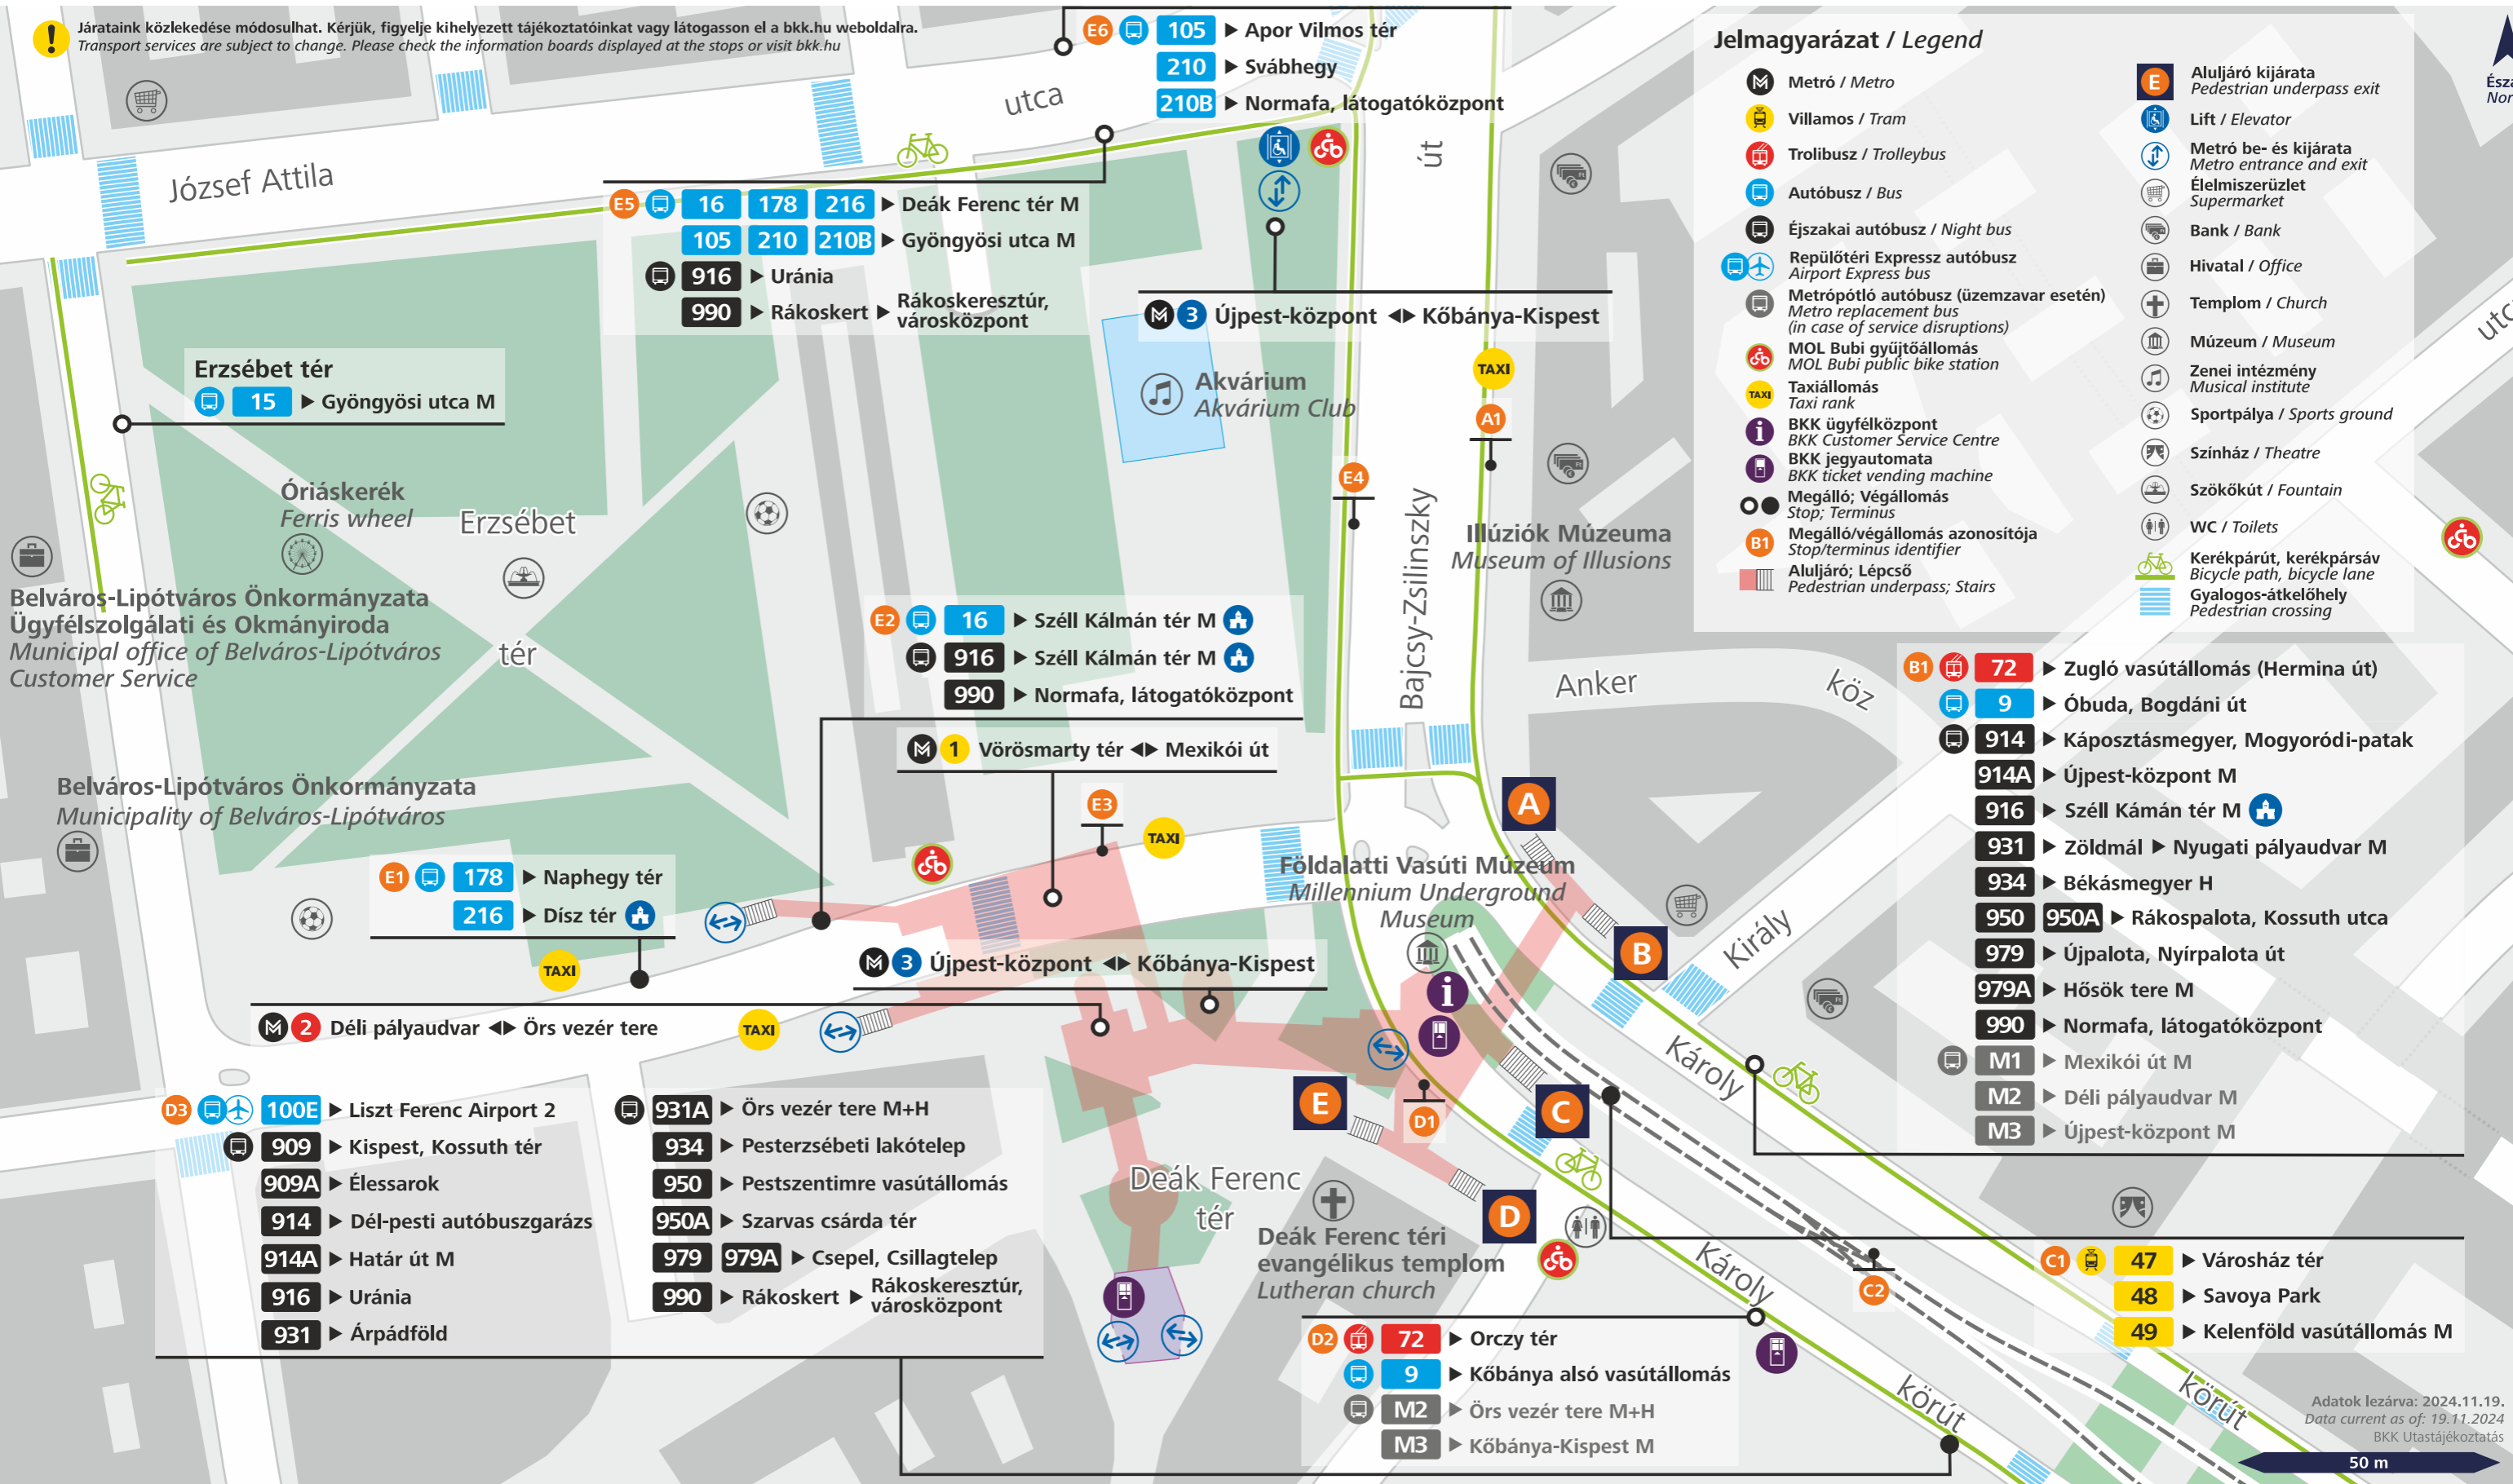 Járataink közlekedése módosulhat. Kérjük, figyelje kihelyezett tájékoztatóinkat vagy látogasson el a bkk.hu weboldalra.
Transport services are subject to change. Please check the information boards displayed at the stops or visit bkk.hu
E6 105 Apor Vilmos tér
210 Svábhegy
210B Normafa, látogatóközpont
utca
út
József Attila
E5 16 178 216 Deák Ferenc tér M
105 210 210B Gyöngyösi utca M
916 Uránia
990 Rákoskert Rákoskeresztúr,
városközpont
M 3 Újpest-központ Kőbánya-Kispest
Erzsébet tér
15 Gyöngyösi utca M
Akvárium
Akvárium Club
TAXI
A1
E4
Óriáskerék
Ferris wheel
Erzsébet
tér
Bajcsy-Zsilinszky
Illúziók Múzeuma
Museum of Illusions
Belváros-Lipótváros Önkormányzata
Ügyfélszolgálati és Okmányiroda
Municipal office of Belváros-Lipótváros
Customer Service
E2 16 Széll Kálmán tér M
916 Széll Kálmán tér M
990 Normafa, látogatóközpont
M 1 Vörösmarty tér Mexikói út
Anker
köz
Belváros-Lipótváros Önkormányzata
Municipality of Belváros-Lipótváros
E3
TAXI
A
Földalatti Vasúti Múzeum
Millennium Underground
Museum
E1 178 Naphegy tér
216 Dísz tér
TAXI
B
Király
M 3 Újpest-központ Kőbánya-Kispest
M 2 Déli pályaudvar Örs vezér tere
TAXI
i
Károly
E
D1
C
D3 100E Liszt Ferenc Airport 2
909 Kispest, Kossuth tér
909A Élessarok
914 Dél-pesti autóbuszgarázs
914A Határ út M
916 Uránia
931 Árpádföld
931A Örs vezér tere M+H
934 Pesterzsébeti lakótelep
950 Pestszentimre vasútállomás
950A Szarvas csárda tér
979 979A Csepel, Csillagtelep
990 Rákoskert Rákoskeresztúr,
városközpont
Deák Ferenc
tér
D
Deák Ferenc téri
evangélikus templom
Lutheran church
Károly
C2
D2 72 Orczy tér
9 Kőbánya alsó vasútállomás
M2 Örs vezér tere M+H
M3 Kőbánya-Kispest M
körút
körút
C1 47 Városház tér
48 Savoya Park
49 Kelenföld vasútállomás M
B1 72 Zugló vasútállomás (Hermina út)
9 Óbuda, Bogdáni út
914 Káposztásmegyer, Mogyoródi-patak
914A Újpest-központ M
916 Széll Kámán tér M
931 Zöldmál Nyugati pályaudvar M
934 Békásmegyer H
950 950A Rákospalota, Kossuth utca
979 Újpalota, Nyírpalota út
979A Hősök tere M
990 Normafa, látogatóközpont
M1 Mexikói út M
M2 Déli pályaudvar M
M3 Újpest-központ M
Jelmagyarázat / Legend
M Metró / Metro
Villamos / Tram
Trolibusz / Trolleybus
Autóbusz / Bus
Éjszakai autóbusz / Night bus
Repülőtéri Expressz autóbusz
Airport Express bus
Metrópótló autóbusz (üzemzavar esetén)
Metro replacement bus
(in case of service disruptions)
MOL Bubi gyűjtőállomás
MOL Bubi public bike station
TAXI Taxiállomás
Taxi rank
i BKK ügyfélközpont
BKK Customer Service Centre
BKK jegyautomata
BKK ticket vending machine
Megálló; Végállomás
Stop; Terminus
B1 Megálló/végállomás azonosítója
Stop/terminus identifier
Aluljáró; Lépcső
Pedestrian underpass; Stairs
E Aluljáró kijárata
Pedestrian underpass exit
Lift / Elevator
Metró be- és kijárata
Metro entrance and exit
Élelmiszerüzlet
Supermarket
Bank / Bank
Hivatal / Office
Templom / Church
Múzeum / Museum
Zenei intézmény
Musical institute
Sportpálya / Sports ground
Színház / Theatre
Szökőkút / Fountain
WC / Toilets
Kerékpárút, kerékpársáv
Bicycle path, bicycle lane
Gyalogos-átkelőhely
Pedestrian crossing
Adatok lezárva: 2024.11.19.
Data current as of: 19.11.2024
BKK Utastájékoztatás
50 m